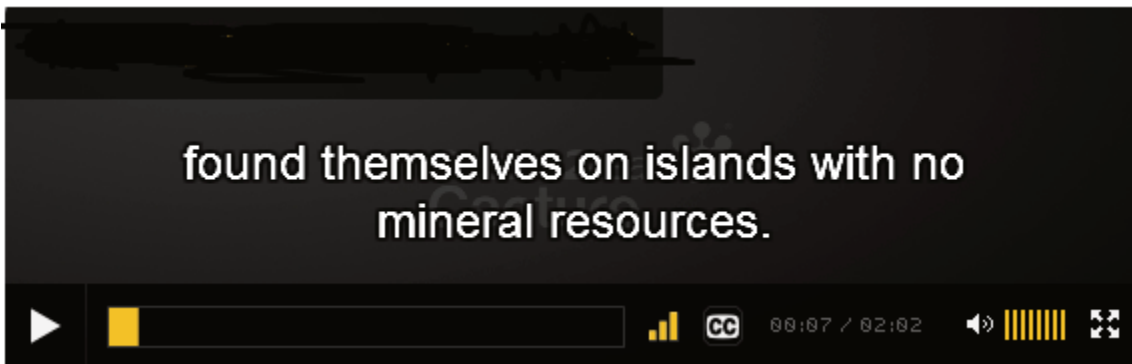 found themselves on islands with no
mineral resources.
CC
00:07 / 02:02